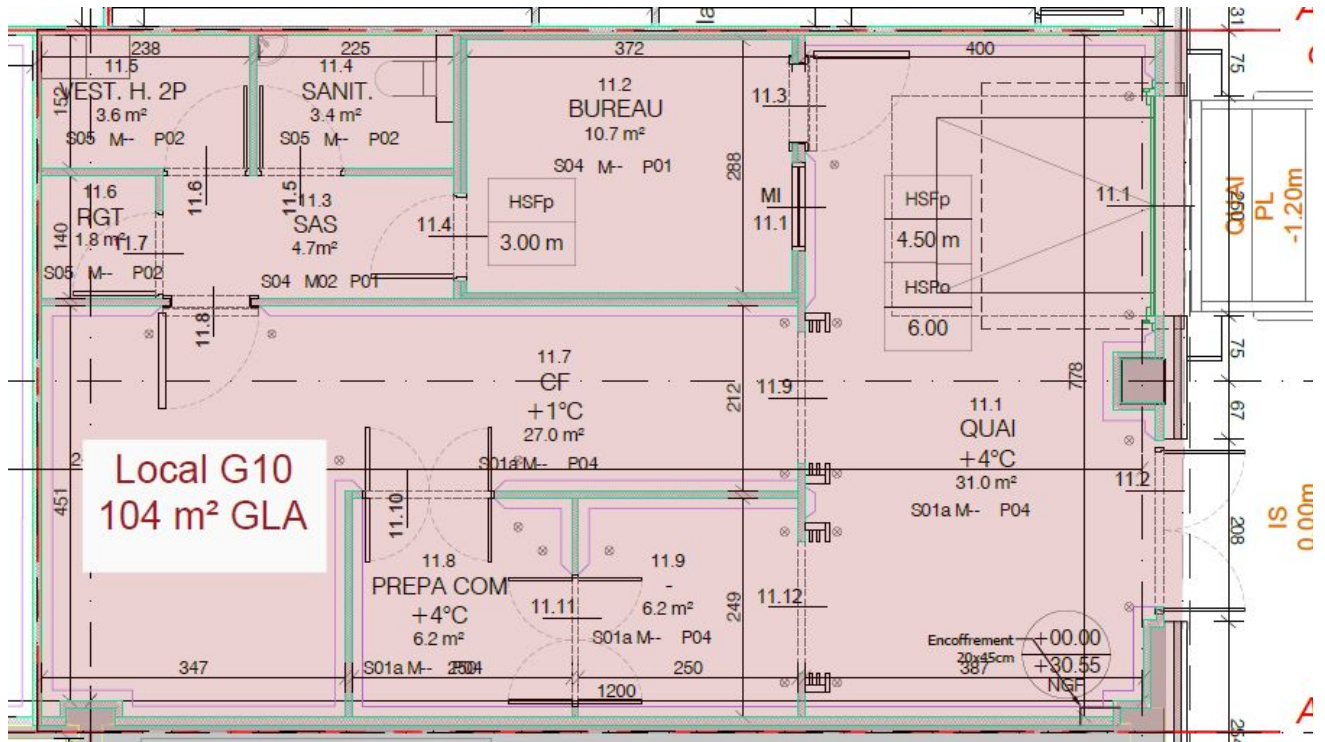 238
225
372
400
31
75
11.5
VEST. H. 2P
3.6 m²
S05 M-- P02
152
11.4
SANIT.
3.4 m²
S05 M-- P02
11.2
BUREAU
10.7 m²
S04 M-- P01
288
11.3
HSFp
3.00 m
MI
11.1
HSFp
4.50 m
HSPo
6.00
11.1
QUAI
PL
-1.20m
11.6
RGT
1.8 m²
S05 M-- P02
140
11.7
11.6
11.5
11.3
SAS
4.7m²
S04 M02 P01
11.4
11.8
11.7
CF
+1°C
27.0 m²
S01a M-- P04
212
11.9
778
75
67
11.1
QUAI
+4°C
31.0 m²
S01a M-- P04
11.2
Local G10
104 m² GLA
451
11.10
11.8
PREPA COM
+4°C
6.2 m²
S01a M-- P04
11.11
11.9
-
6.2 m²
S01a M-- P04
249
11.12
208
IS
0.00m
Encoffrement
20x45cm
+00.00
+30.55
NGF
347
250
250
387
1200
254
A